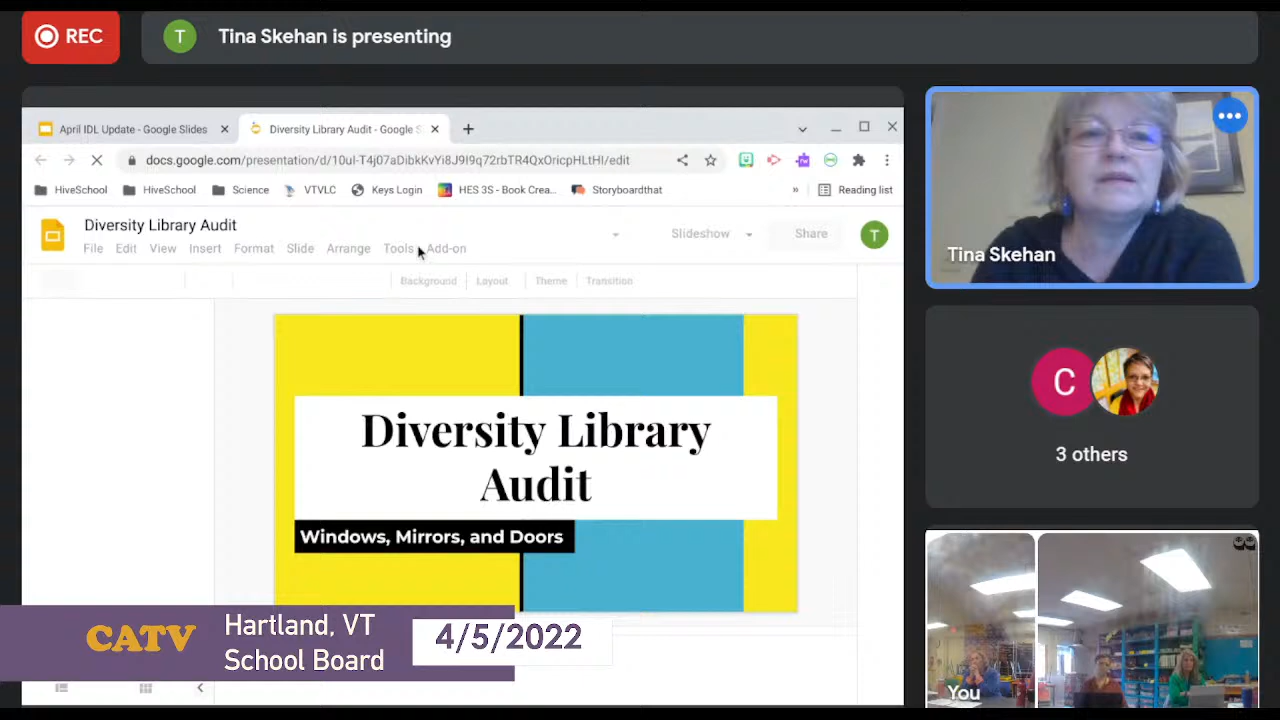 REC
T
Tina Skehan is presenting
April IDL Update - Google Slides
Diversity Library Audit - Google S
docs.google.com/presentation/d/10ul-T4j07aDibkKvYi8J9I9q72rbTR4QxOricpHLtHI/edit
HiveSchool
HiveSchool
Science
VTVLC
Keys Login
HES 3S - Book Crea...
Storyboardthat
»
Reading list
Diversity Library Audit
File Edit View Insert Format Slide Arrange Tools Add-on
Slideshow
Share
T
Background
Layout
Theme
Transition
Diversity Library
Audit
Windows, Mirrors, and Doors
Tina Skehan
C
3 others
You
CATV
Hartland, VT
School Board
4/5/2022